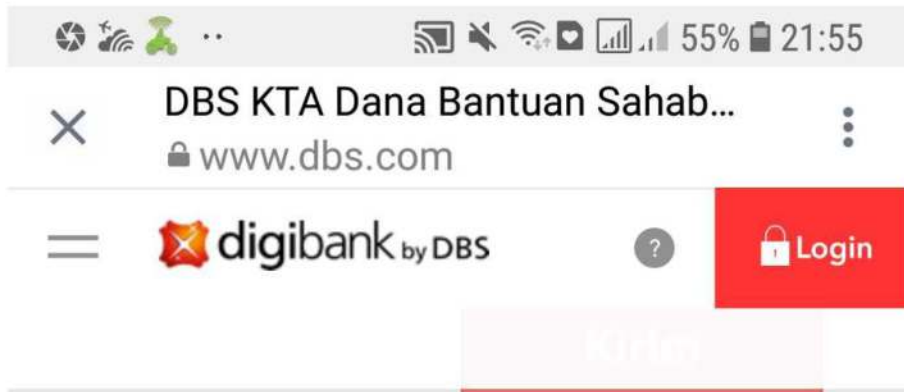 55% 21:55
DBS KTA Dana Bantuan Sahab...
www.dbs.com
digibank by DBS ? Login
Kirim